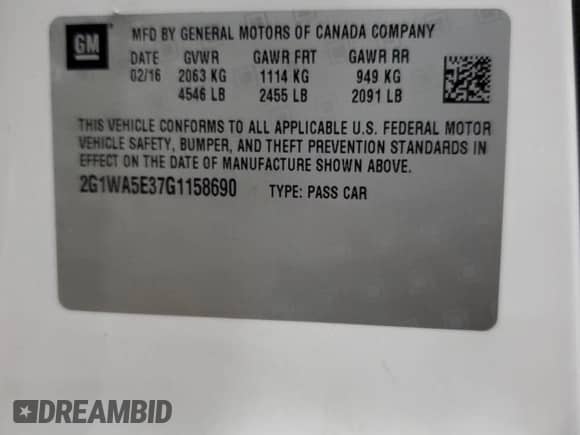 GM
MFD BY GENERAL MOTORS OF CANADA COMPANY
DATE GVWR GAWR FRT GAWR RR
02/16 2063 KG 1114 KG 949 KG
4546 LB 2455 LB 2091 LB
THIS VEHICLE CONFORMS TO ALL APPLICABLE U.S. FEDERAL MOTOR
VEHICLE SAFETY, BUMPER, AND THEFT PREVENTION STANDARDS IN
EFFECT ON THE DATE OF MANUFACTURE SHOWN ABOVE.
2G1WA5E37G1158690 TYPE: PASS CAR
DREAMBID